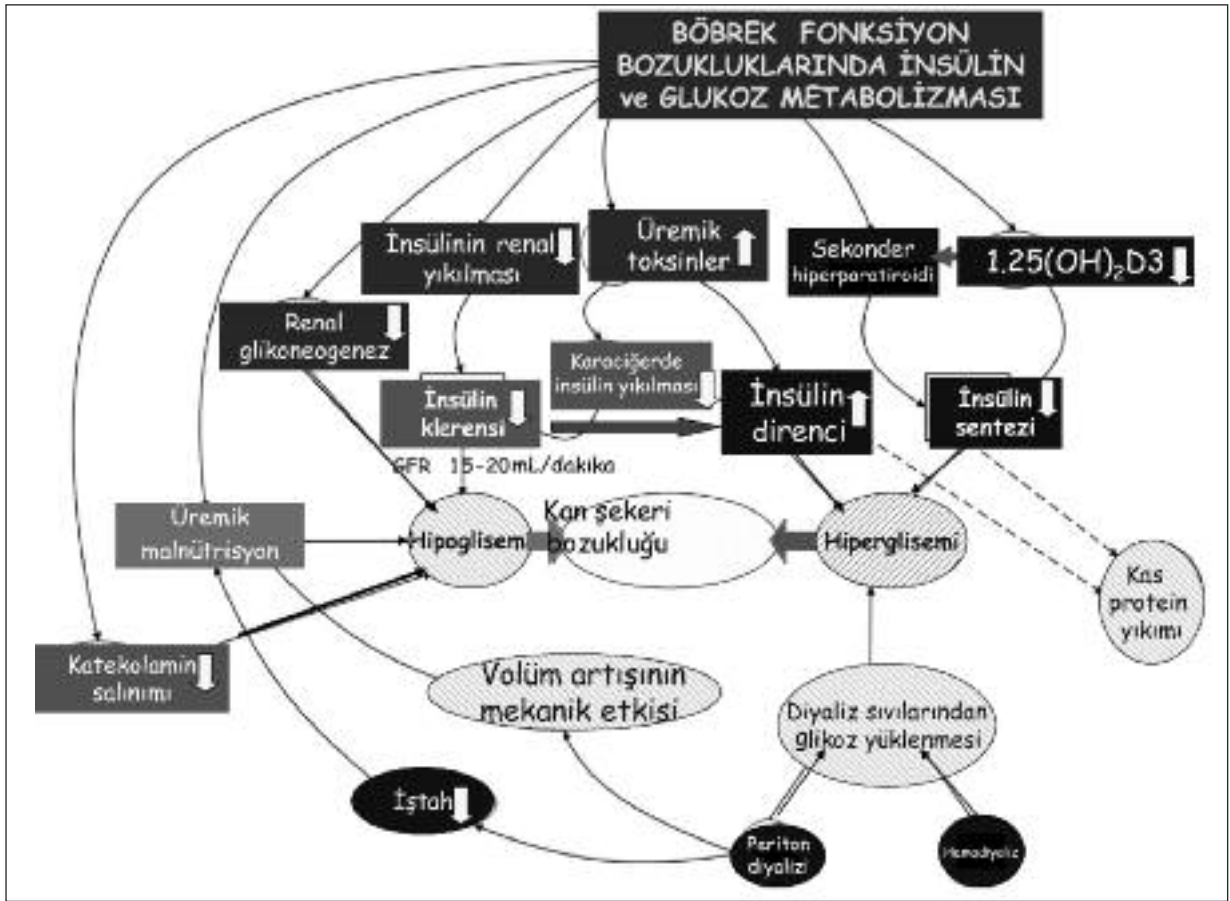 BÖBREK FONKSİYON
BOZUKLUKLARINDA İNSÜLİN
ve GLUKOZ METABOLİZMASI
İnsülinin renal
yıkılması
Üremik
toksinler
Sekonder
hiperparatiroidi
1.25(OH)₂D3
Renal
glikoneogenez
Karaciğerde
insülin yıkılması
İnsülin
klerensi
İnsülin
direnci
İnsülin
sentezi
GFR 15-20mL/dakika
Üremik
malnütrisyon
Hipoglisemi
Kan şekeri
bozukluğu
Hiperglisemi
Kas
protein
yıkımı
Katekolamin
salınımı
Volüm artışının
mekanik etkisi
Diyaliz sıvılarından
glikoz yüklenmesi
İştah
Periton
diyalizi
Hemodiyaliz